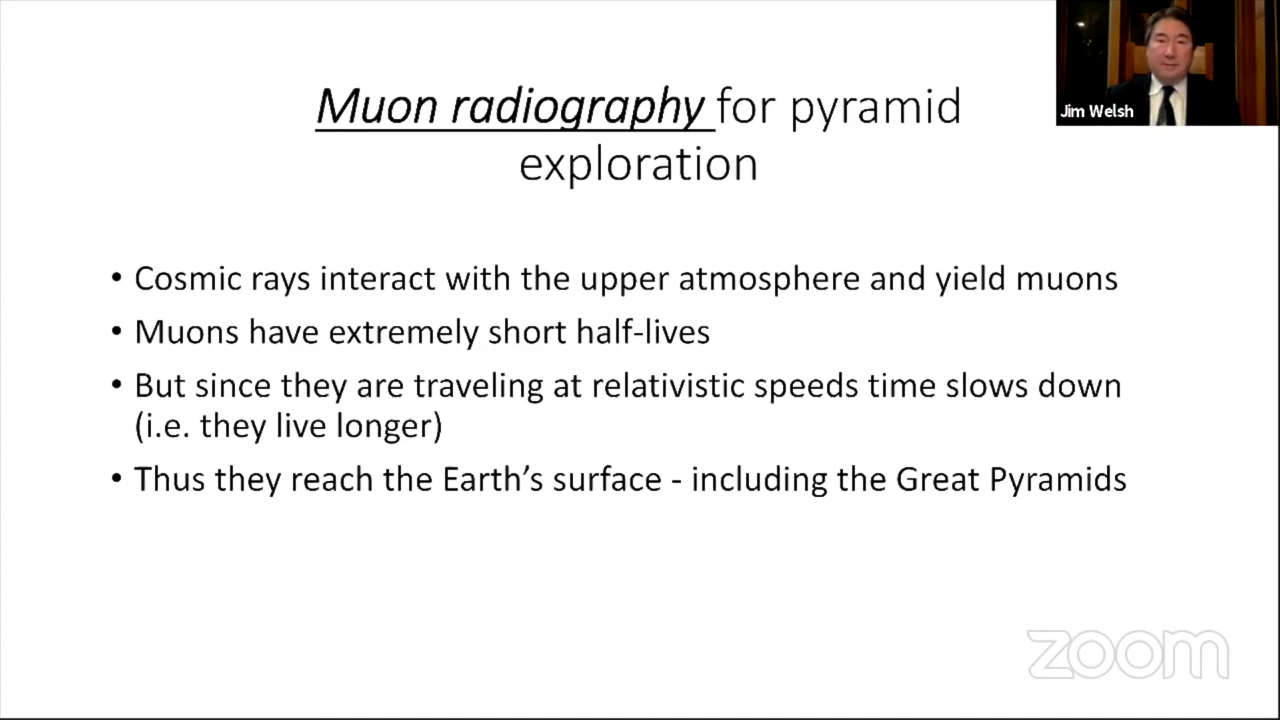 Muon radiography for pyramid
exploration
Jim Welsh
• Cosmic rays interact with the upper atmosphere and yield muons
• Muons have extremely short half-lives
• But since they are traveling at relativistic speeds time slows down
(i.e. they live longer)
• Thus they reach the Earth’s surface - including the Great Pyramids
zoom